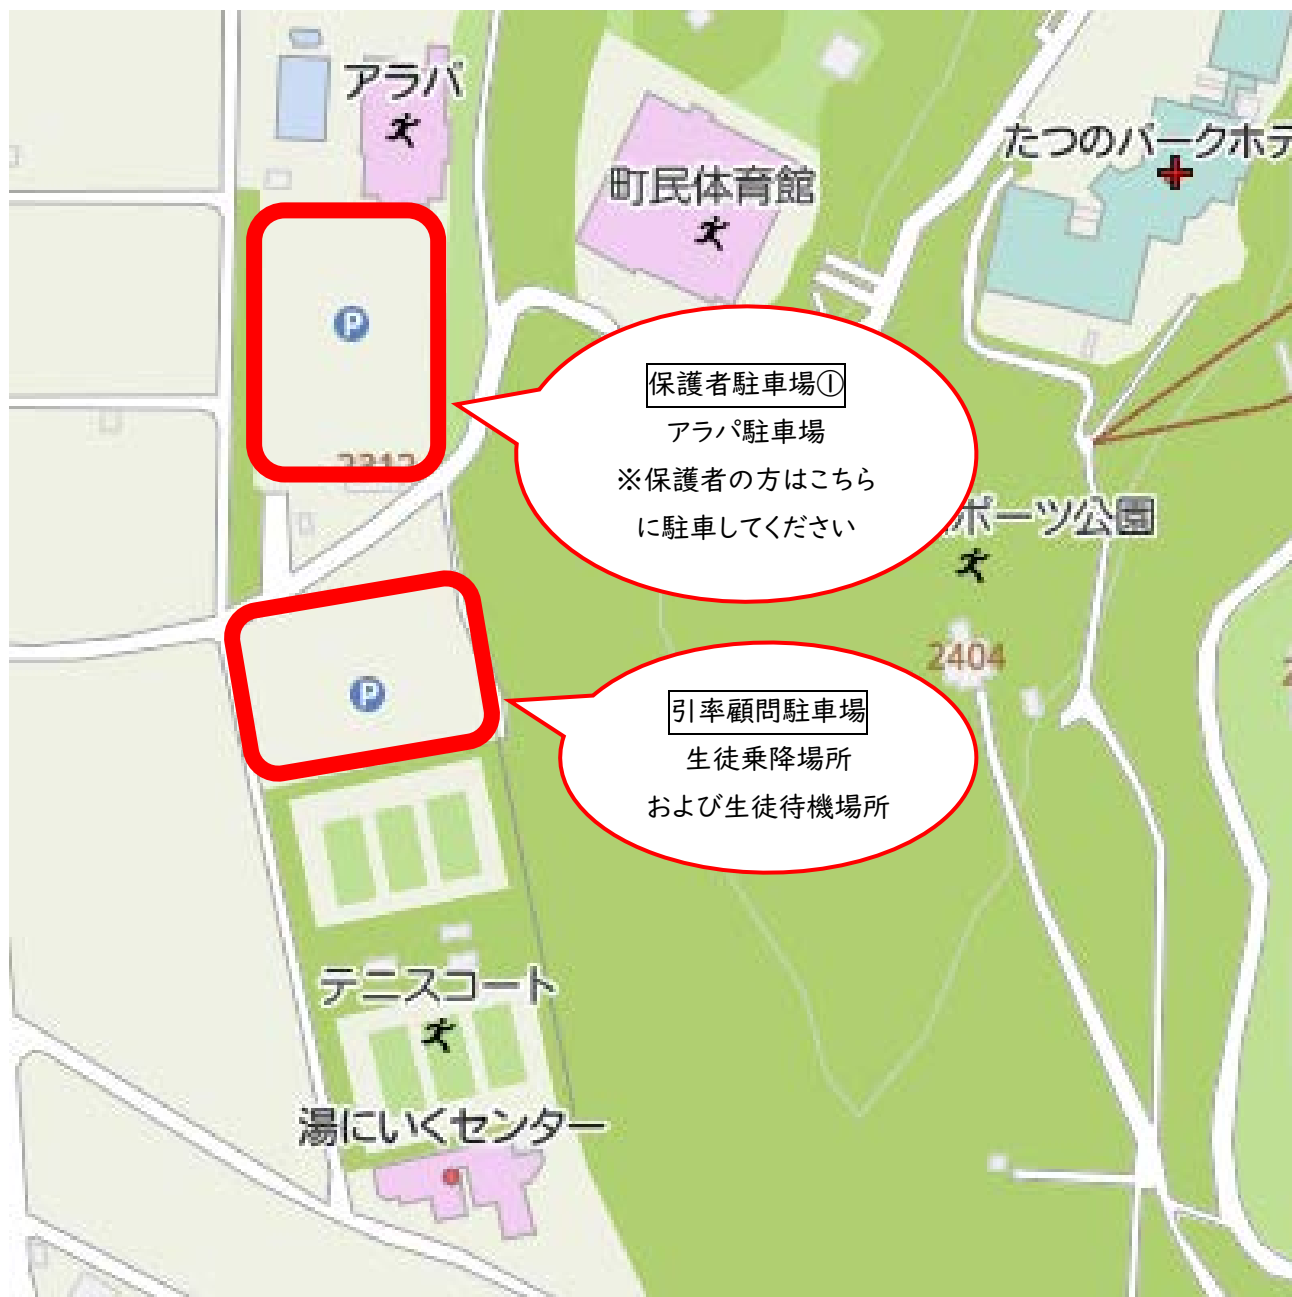 アラパ
町民体育館
たつのパークホテ
P
保護者駐車場①
アラパ駐車場
※保護者の方はこちら
に駐車してください
ポーツ公園
2404
P
引率顧問駐車場
生徒乗降場所
および生徒待機場所
テニスコート
湯にいくセンター